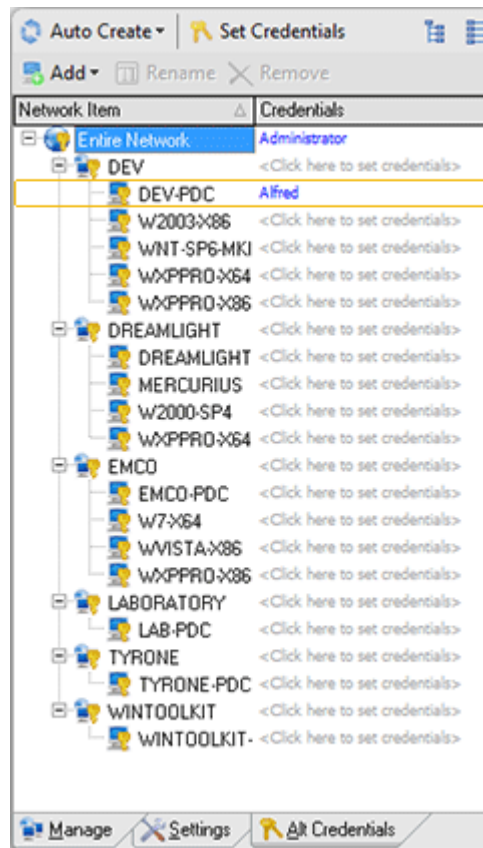 Auto Create Set Credentials
Add Rename Remove
Network Item Credentials
Entire Network Administrator
DEV <Click here to set credentials>
DEV-PDC Alfred
W2003-X86 <Click here to set credentials>
WNT-SP6-MKI <Click here to set credentials>
WXPPRO-X64 <Click here to set credentials>
WXPPRO-X86 <Click here to set credentials>
DREAMLIGHT <Click here to set credentials>
DREAMLIGHT <Click here to set credentials>
MERCURIUS <Click here to set credentials>
W2000-SP4 <Click here to set credentials>
WXPPRO-X64 <Click here to set credentials>
EMCO <Click here to set credentials>
EMCO-PDC <Click here to set credentials>
W7-X64 <Click here to set credentials>
WVISTA-X86 <Click here to set credentials>
WXPPRO-X86 <Click here to set credentials>
LABORATORY <Click here to set credentials>
LAB-PDC <Click here to set credentials>
TYRONE <Click here to set credentials>
TYRONE-PDC <Click here to set credentials>
WINTOOLKIT <Click here to set credentials>
WINTOOLKIT- <Click here to set credentials>
Manage Settings Alt Credentials